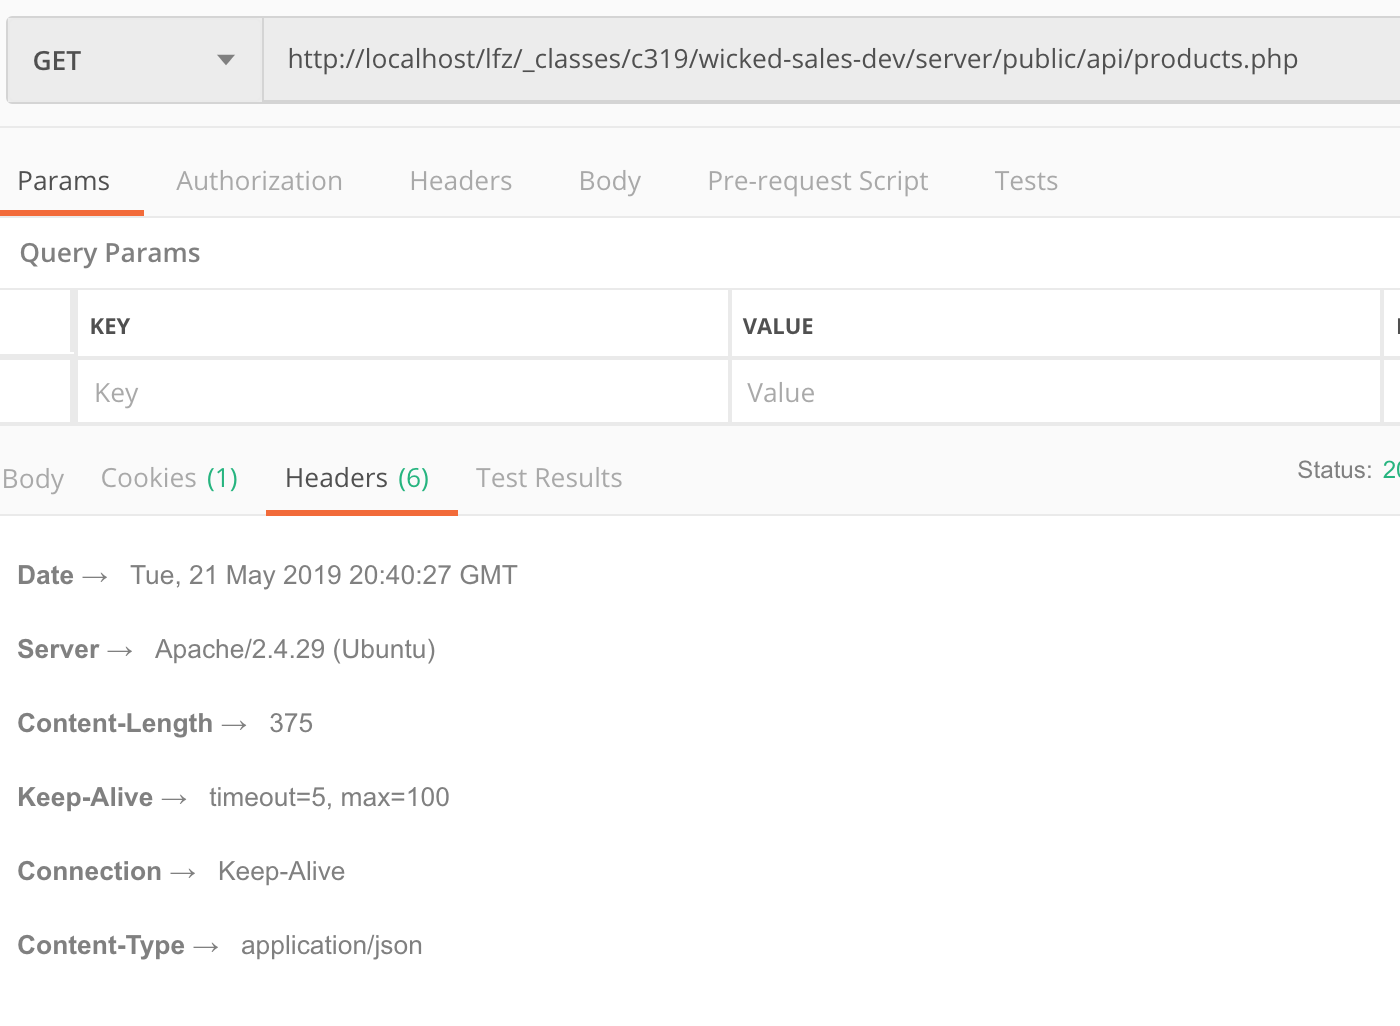 GET http://localhost/lfz/_classes/c319/wicked-sales-dev/server/public/api/products.php
Params Authorization Headers Body Pre-request Script Tests
Query Params
KEY VALUE
Key Value
Body Cookies (1) Headers (6) Test Results Status: 20
Date → Tue, 21 May 2019 20:40:27 GMT
Server → Apache/2.4.29 (Ubuntu)
Content-Length → 375
Keep-Alive → timeout=5, max=100
Connection → Keep-Alive
Content-Type → application/json